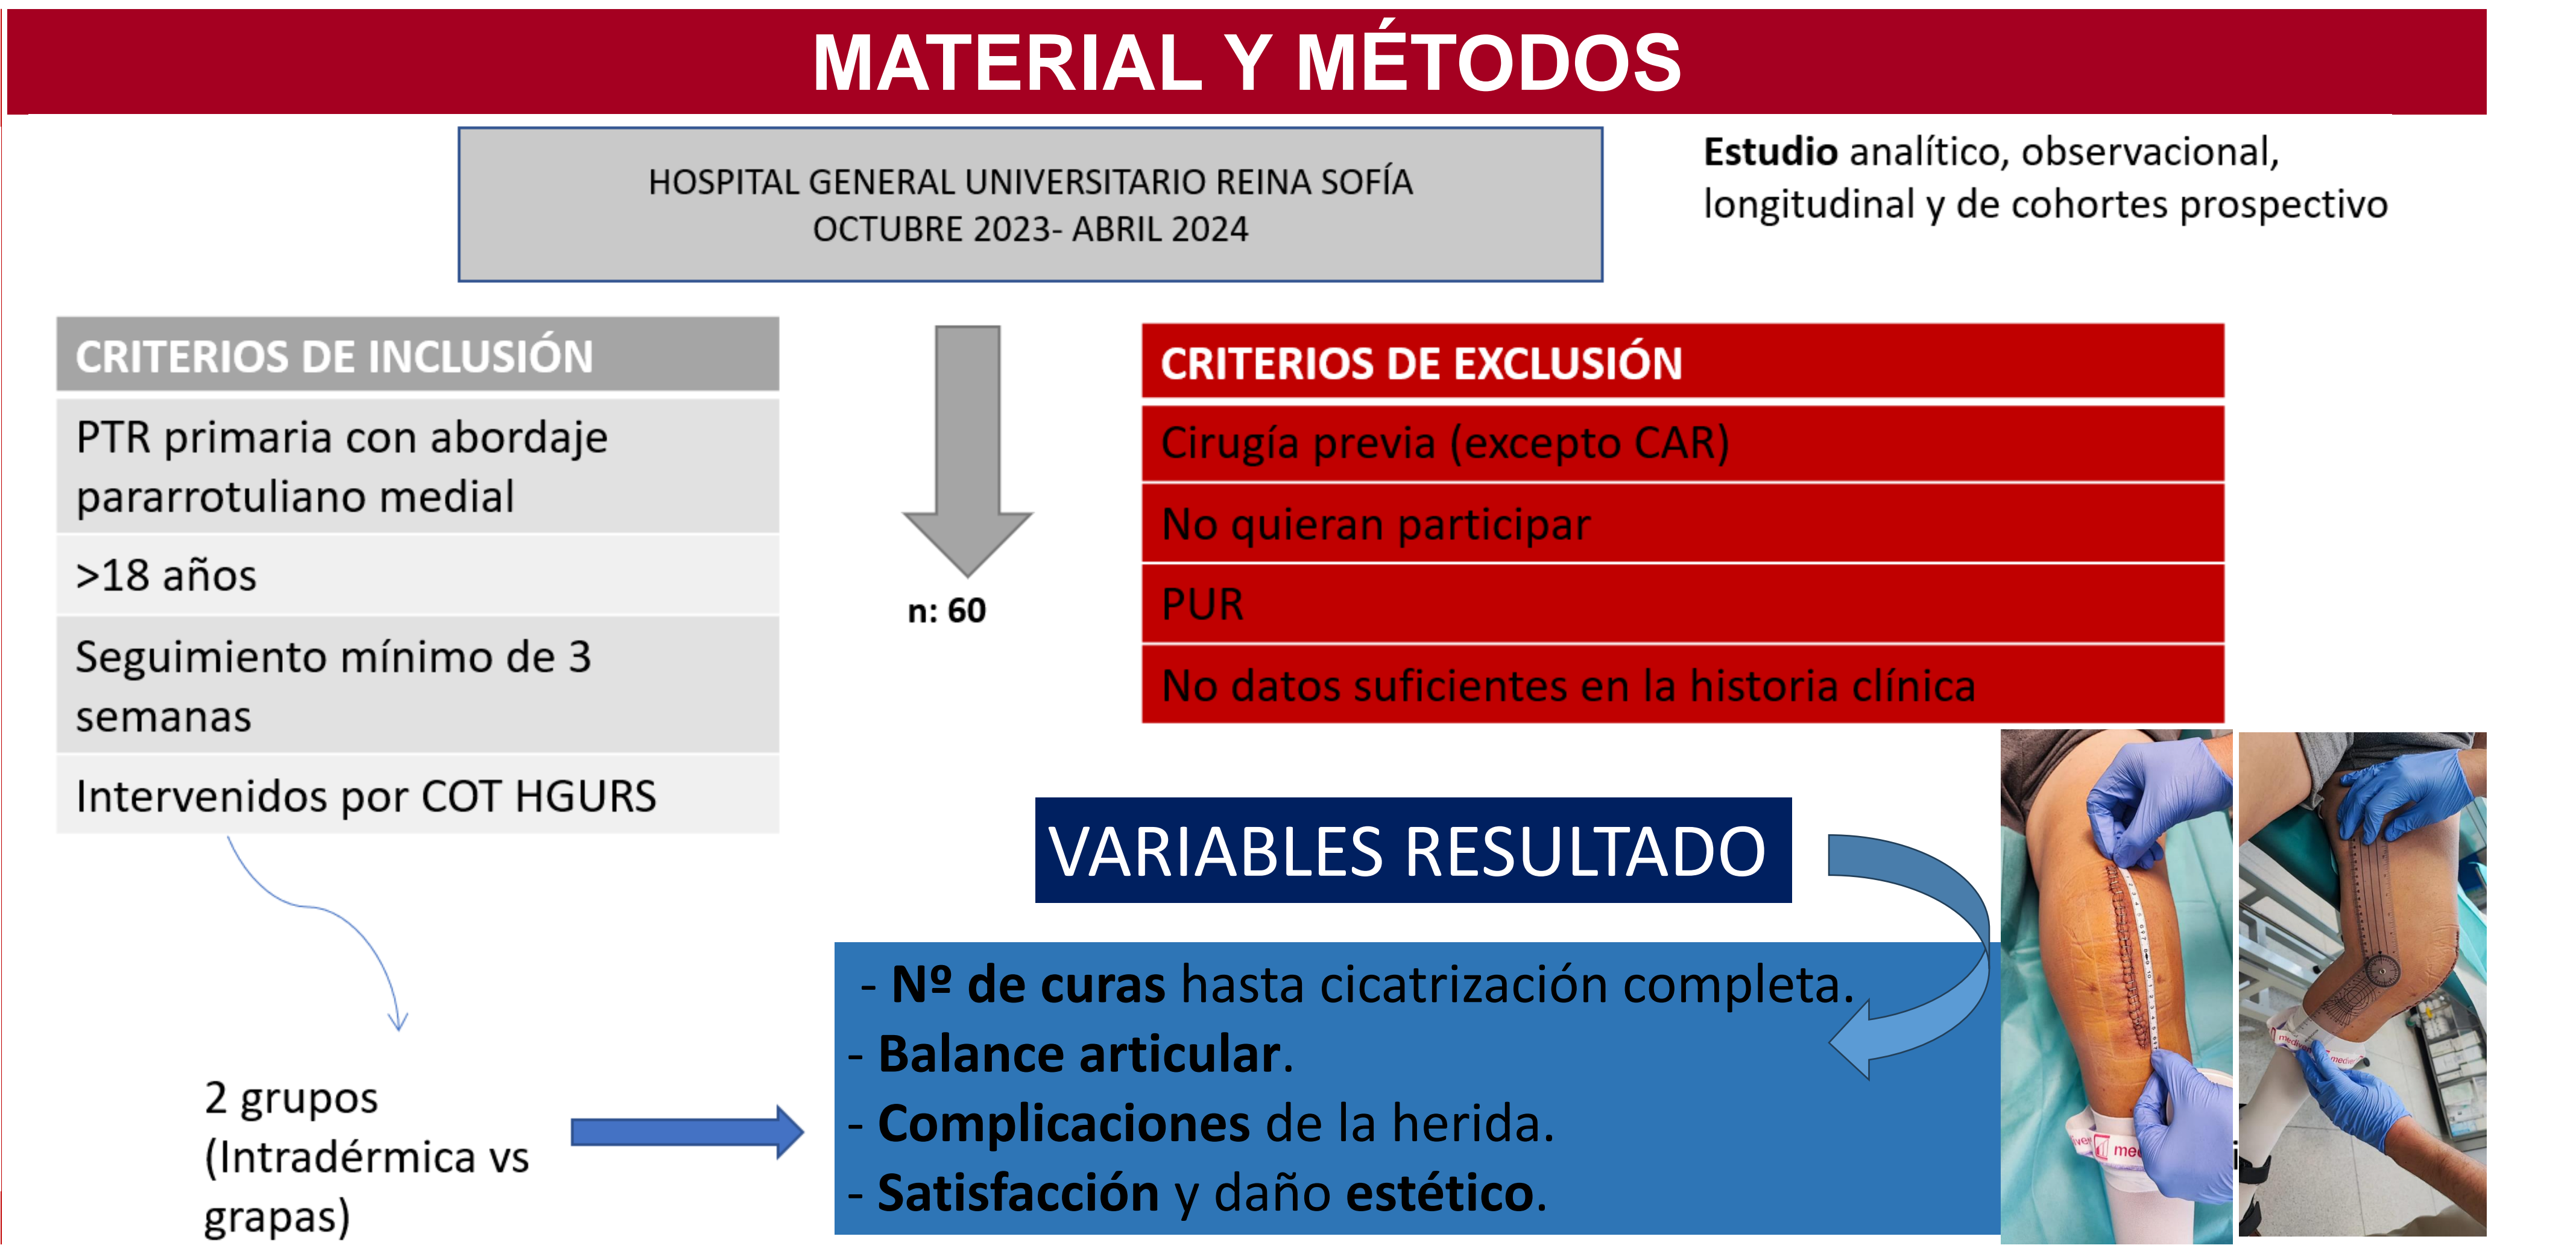 MATERIAL Y MÉTODOS
HOSPITAL GENERAL UNIVERSITARIO REINA SOFÍA
OCTUBRE 2023- ABRIL 2024
Estudio analítico, observacional,
longitudinal y de cohortes prospectivo
CRITERIOS DE INCLUSIÓN
PTR primaria con abordaje
pararrotuliano medial
>18 años
Seguimiento mínimo de 3
semanas
Intervenidos por COT HGURS
n: 60
CRITERIOS DE EXCLUSIÓN
Cirugía previa (excepto CAR)
No quieran participar
PUR
No datos suficientes en la historia clínica
2 grupos
(Intradérmica vs
grapas)
VARIABLES RESULTADO
- Nº de curas hasta cicatrización completa.
- Balance articular.
- Complicaciones de la herida.
- Satisfacción y daño estético.